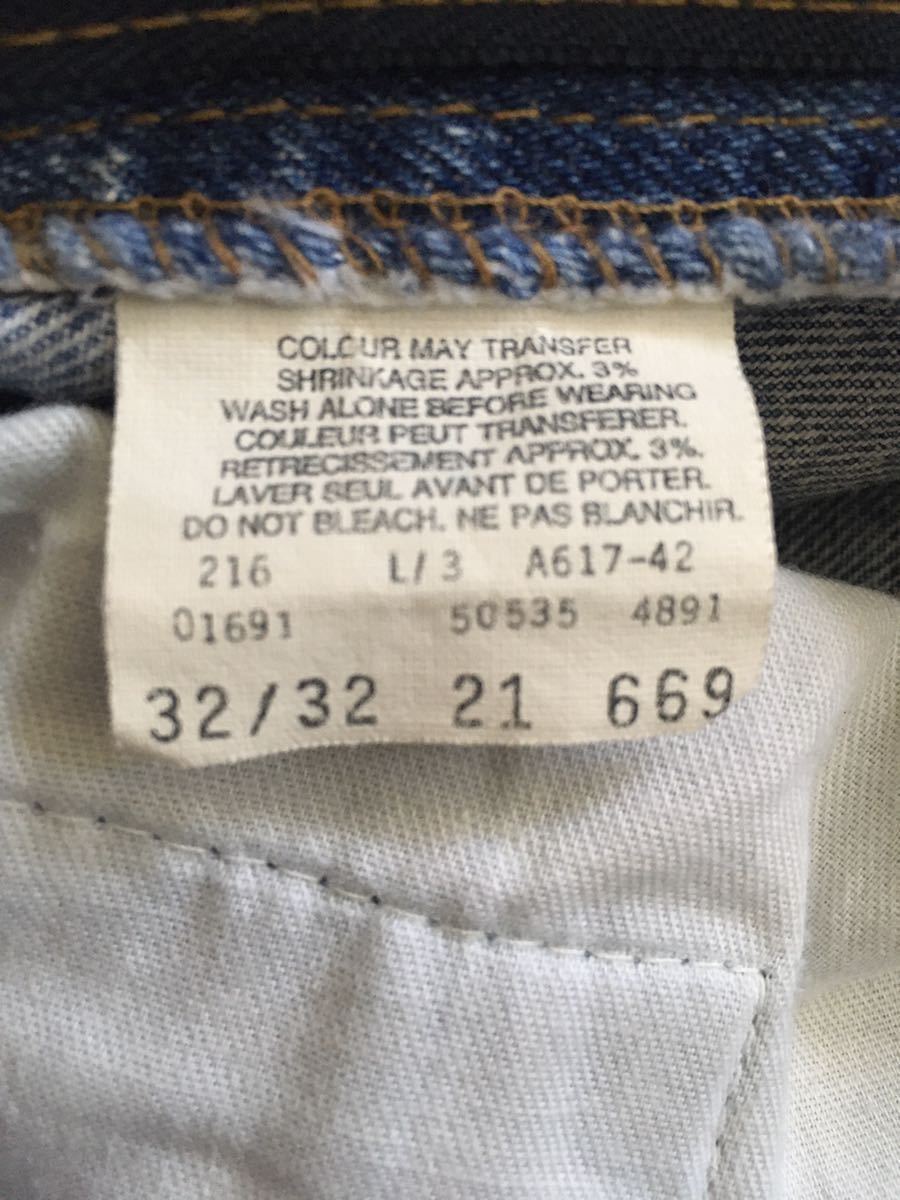 COLOUR MAY TRANSFER
SHRINKAGE APPROX. 3%
WASH ALONE BEFORE WEARING
COULEUR PEUT TRANSFERER.
RETRECISSEMENT APPROX. 3%.
LAVER SEUL AVANT DE PORTER.
DO NOT BLEACH. NE PAS BLANCHIR.
216 L/3 A617-42
01691 50535 4891
32/32 21 669